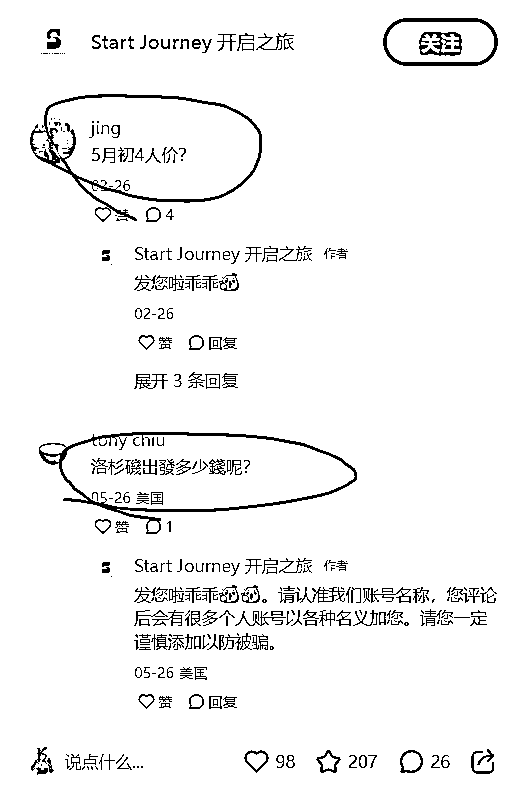 Start Journey 开启之旅
关注
jing
5月初4人价?
02-26
赞 4
Start Journey 开启之旅 作者
发您啦乖乖
02-26
赞 回复
展开 3 条回复
tony chiu
洛杉磯出發多少錢呢?
05-26 美国
赞 1
Start Journey 开启之旅 作者
发您啦乖乖。请认准我们账号名称，您评论
后会有很多个人账号以各种名义加您。请您一定
谨慎添加以防被骗。
05-26 美国
赞 回复
说点什么... 98 207 26